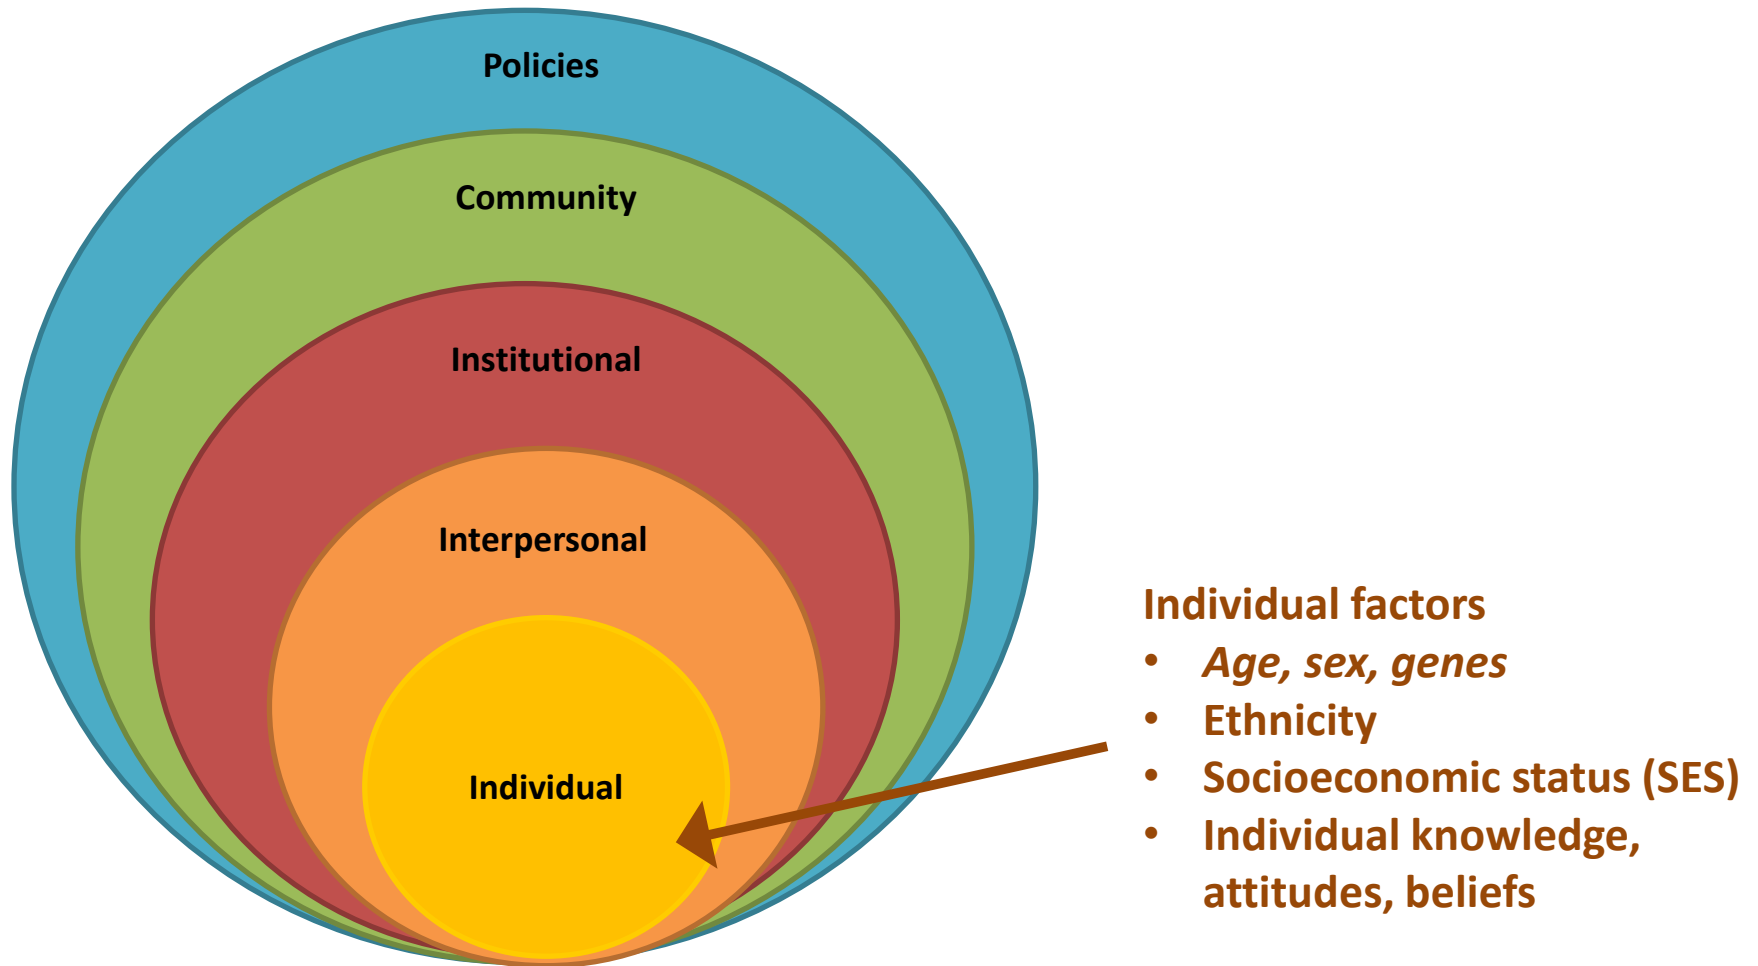 Policies
Community
Institutional
Interpersonal
Individual
Individual factors
• Age, sex, genes
• Ethnicity
• Socioeconomic status (SES)
• Individual knowledge,
attitudes, beliefs